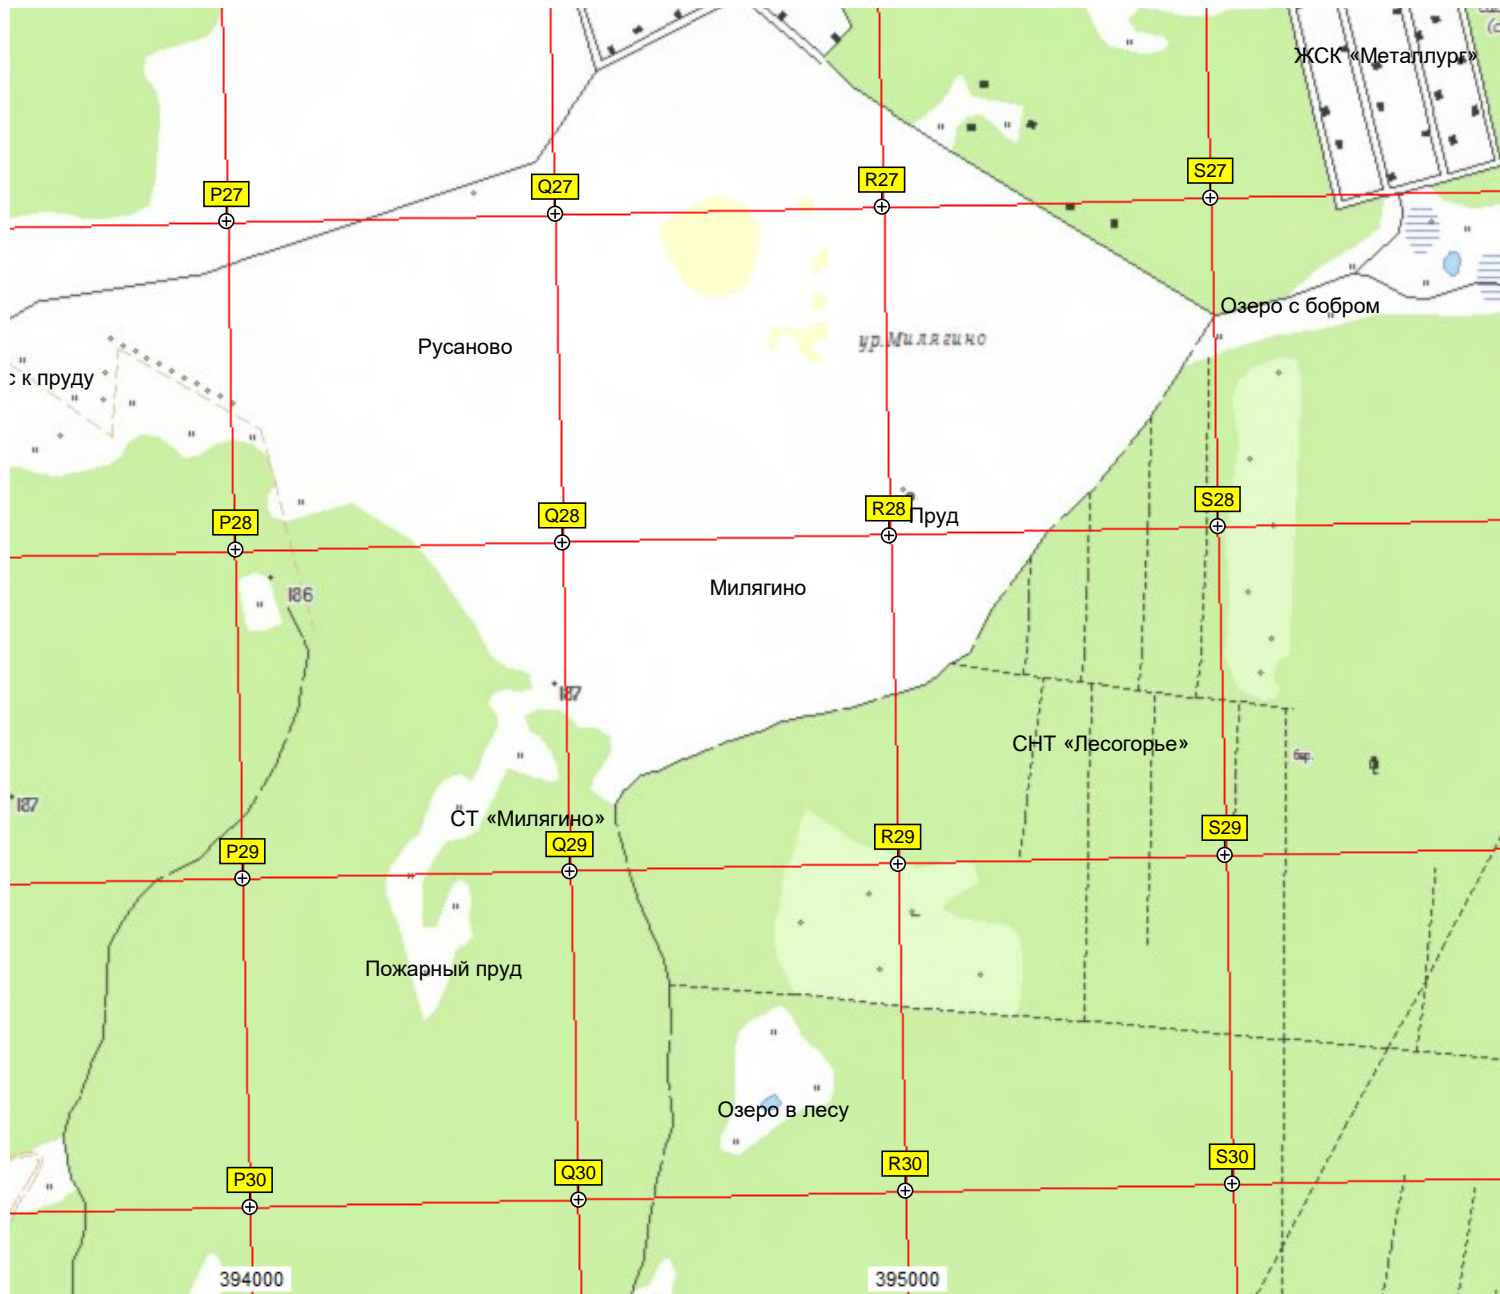 ЖСК «Металлург»
P27
Q27
R27
S27
Озеро с бобром
ур. Милягино
Русаново
с к пруду
P28
Q28
R28
S28
Пруд
186
Милягино
187
СНТ «Лесогорье»
бар.
187
СТ «Милягино»
P29
Q29
R29
S29
Пожарный пруд
Озеро в лесу
P30
Q30
R30
S30
394000
395000